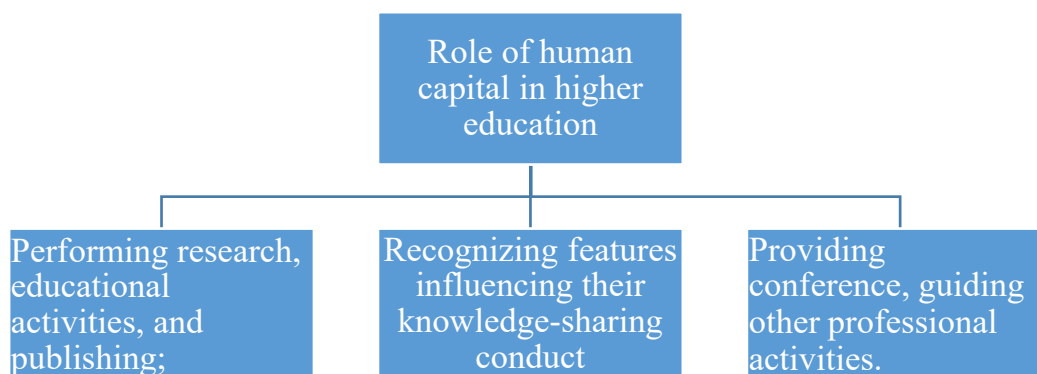 Role of human
capital in higher
education
Performing research,
educational
activities, and
publishing;
Recognizing features
influencing their
knowledge-sharing
conduct
Providing
conference, guiding
other professional
activities.